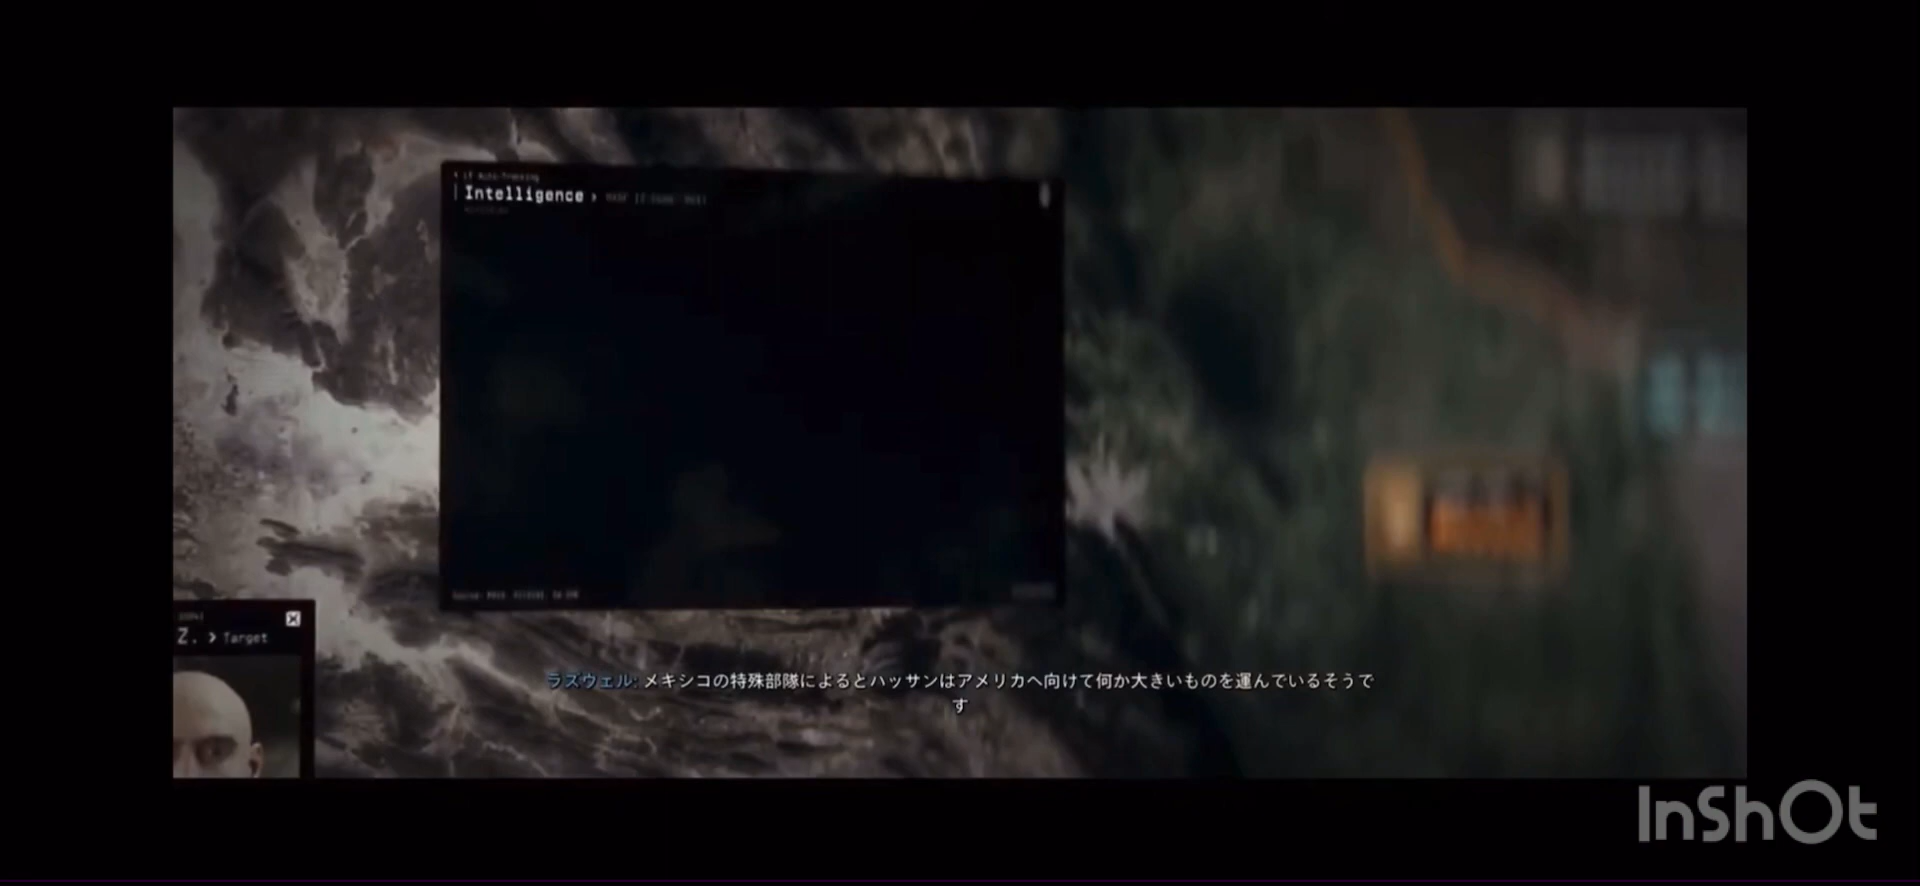 Intelligence ›
Z. › Target
ラズウェル: メキシコの特殊部隊によるとハッサンはアメリカへ向けて何か大きいものを運んでいるそうで
す
InShOt